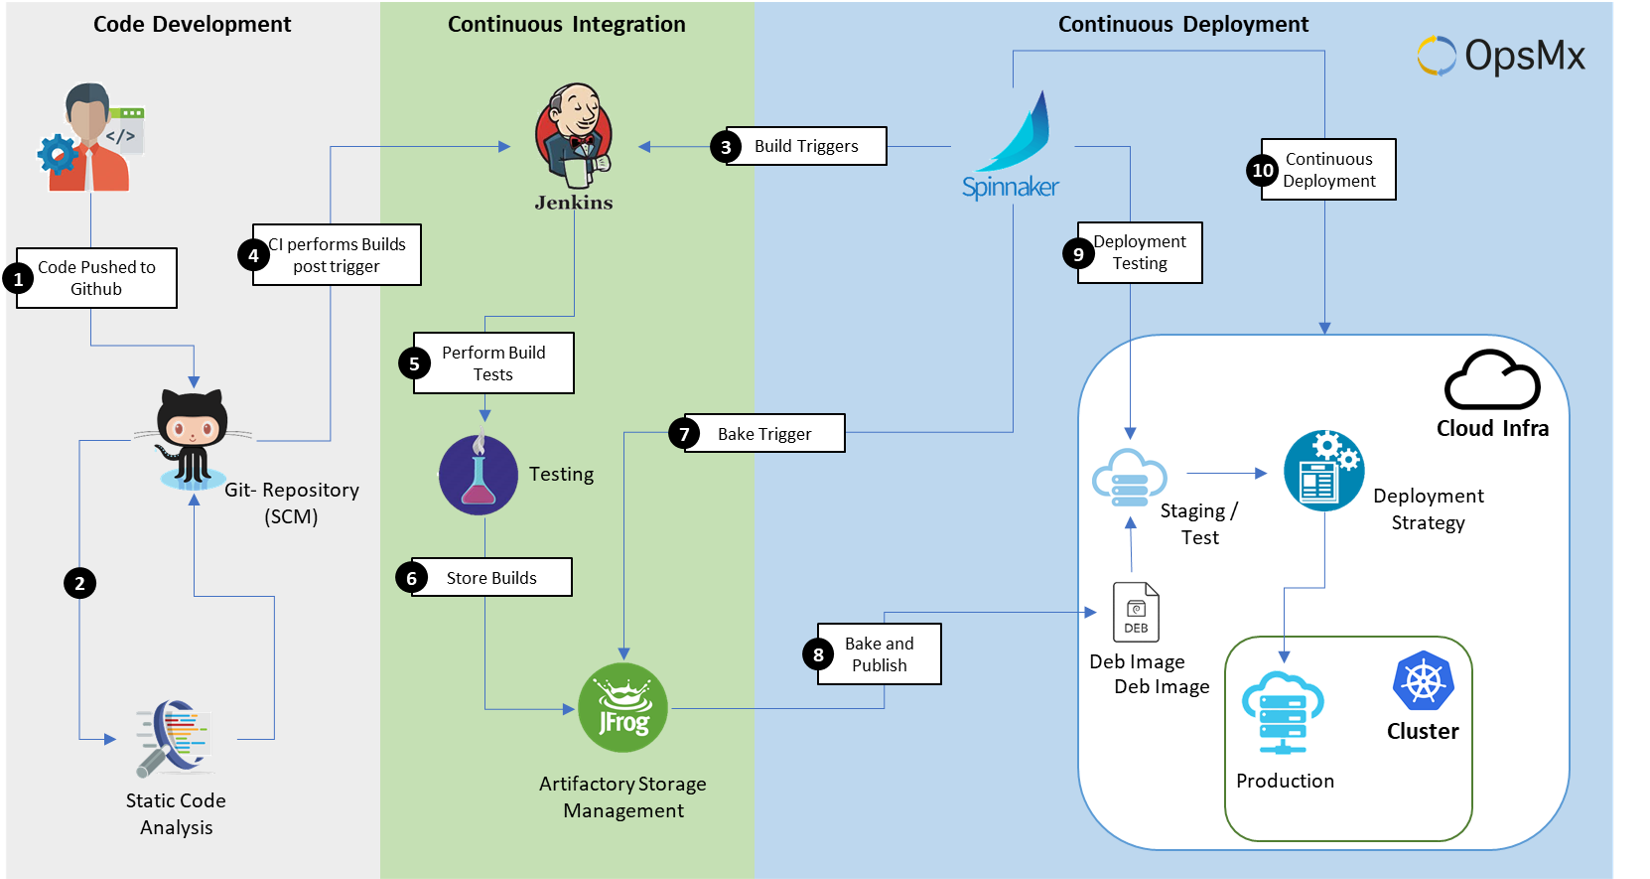 Code Development
Continuous Integration
Continuous Deployment
OpsMx
</>
Jenkins
3
Build Triggers
Spinnaker
10
Continuous
Deployment
4
CI performs Builds
post trigger
9
Deployment
Testing
1
Code Pushed to
Github
5
Perform Build
Tests
Cloud Infra
7
Bake Trigger
Testing
Git- Repository
(SCM)
Staging /
Test
Deployment
Strategy
2
6
Store Builds
DEB
8
Bake and
Publish
Deb Image
Deb Image
JFrog
Cluster
Artifactory Storage
Management
Production
Static Code
Analysis